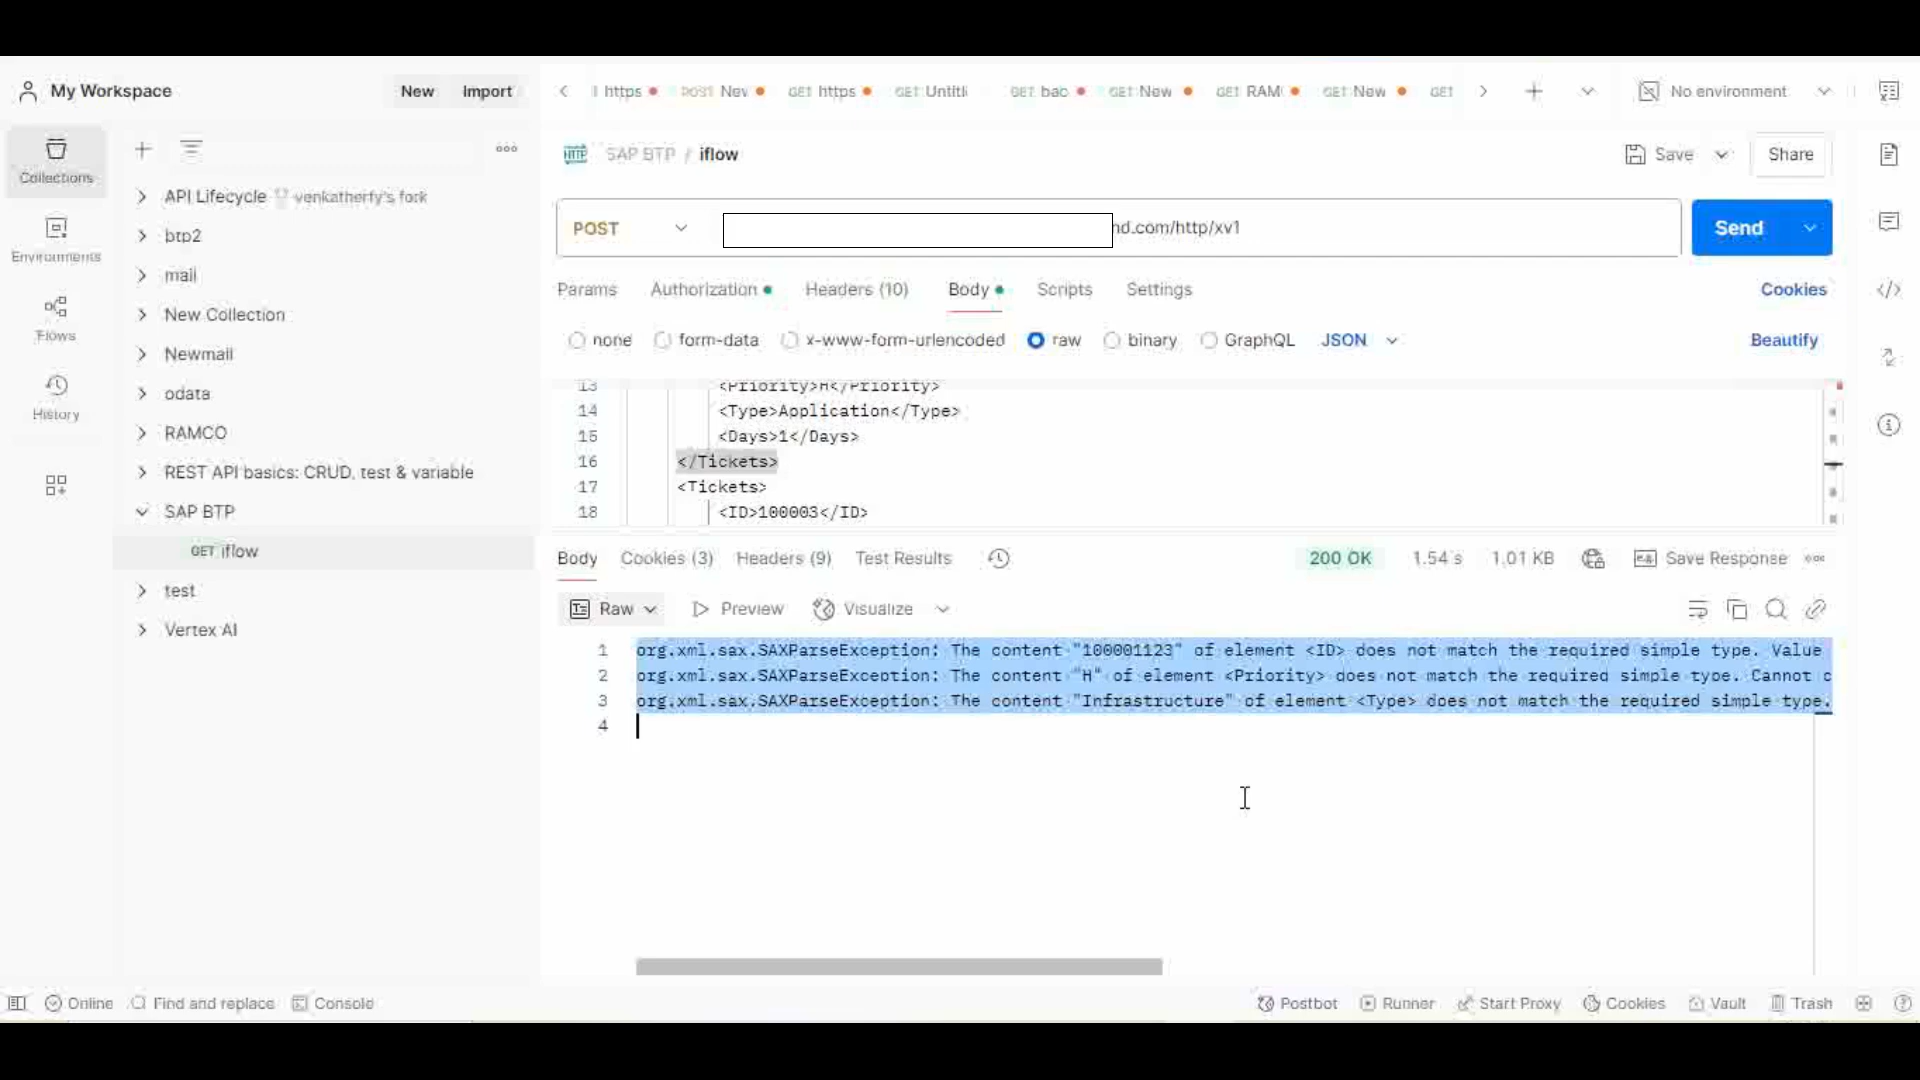 My Workspace
New Import
https
POST Nev
GET https
GET Untitl
GET bac
GET New
GET RAM
GET New
GET
No environment
Collections
Environments
Flows
History
API Lifecycle venkatherfy's fork
btp2
mail
New Collection
Newmail
odata
RAMCO
REST API basics: CRUD, test & variable
SAP BTP
GET iflow
test
Vertex AI
HTTP SAP BTP / iflow
Save Share
POST nd.com/http/xv1
Send
Params Authorization Headers (10) Body Scripts Settings Cookies
none form-data x-www-form-urlencoded raw binary GraphQL JSON Beautify
13 <Priority>H</Priority>
14 <Type>Application</Type>
15 <Days>1</Days>
16 </Tickets>
17 <Tickets>
18 <ID>100003</ID>
Body Cookies (3) Headers (9) Test Results 200 OK 1.54 s 1.01 KB Save Response
Raw Preview Visualize
1 org.xml.sax.SAXParseException: The content "100001123" of element <ID> does not match the required simple type. Value
2 org.xml.sax.SAXParseException: The content "H" of element <Priority> does not match the required simple type. Cannot c
3 org.xml.sax.SAXParseException: The content "Infrastructure" of element <Type> does not match the required simple type.
4
Online Find and replace Console Postbot Runner Start Proxy Cookies Vault Trash